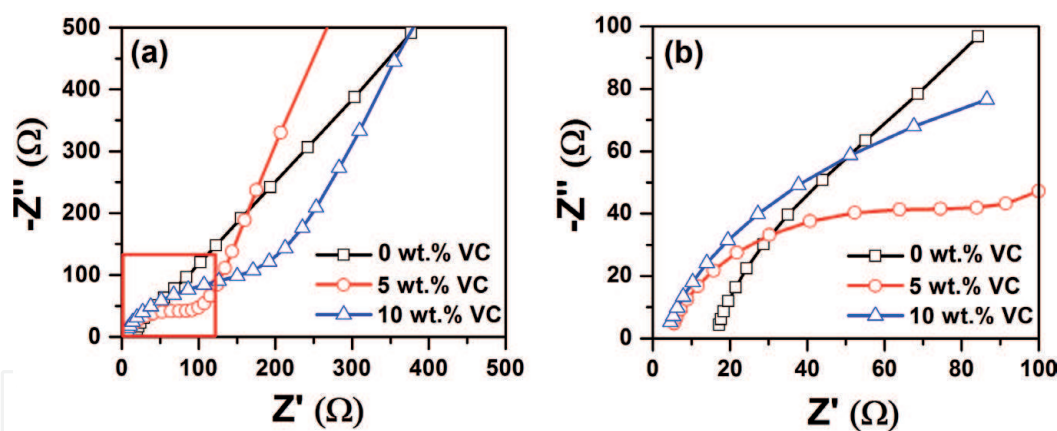 (a)
500
400
300
200
100
0
-Z" (Ω)
0 wt.% VC
5 wt.% VC
10 wt.% VC
0 100 200 300 400 500
Z' (Ω)
(b)
100
80
60
40
20
0
-Z" (Ω)
0 wt.% VC
5 wt.% VC
10 wt.% VC
0 20 40 60 80 100
Z' (Ω)